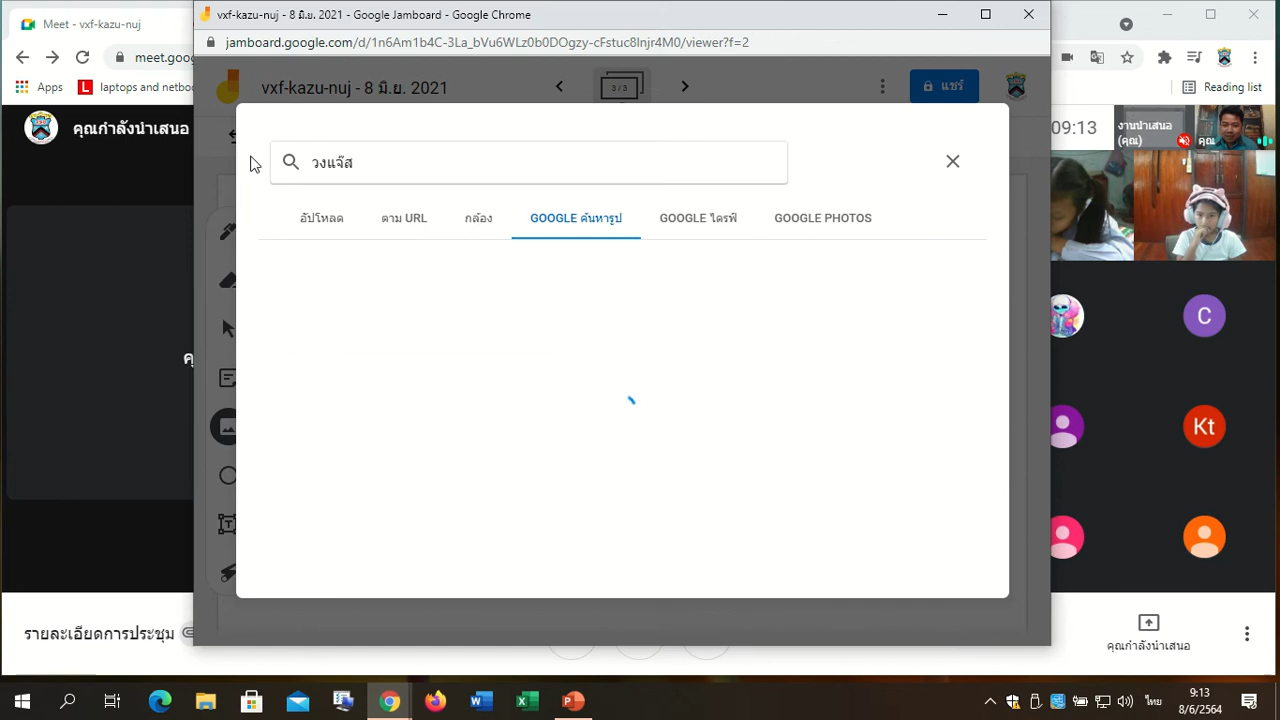 Meet - vxf-kazu-nuj
vxf-kazu-nuj - 8 มิ.ย. 2021 - Google Jamboard - Google Chrome
meet.goog
jamboard.google.com/d/1n6Am1b4C-3La_bVu6WLz0b0DOgzy-cFstuc8Injr4M0/viewer?f=2
Apps
L
laptops and netboo
vxf-kazu-nuj - 8 มิ.ย. 2021
3 / 3
แชร์
Reading list
คุณกำลังนำเสนอ
09:13
งานนำเสนอ
(คุณ)
คุณ
วงแจ๊ส
อัปโหลด
ตาม URL
กล้อง
GOOGLE ค้นหารูป
GOOGLE ไดรฟ์
GOOGLE PHOTOS
C
ค
Kt
รายละเอียดการประชุม
คุณกำลังนำเสนอ
ไทย
9:13
8/6/2564